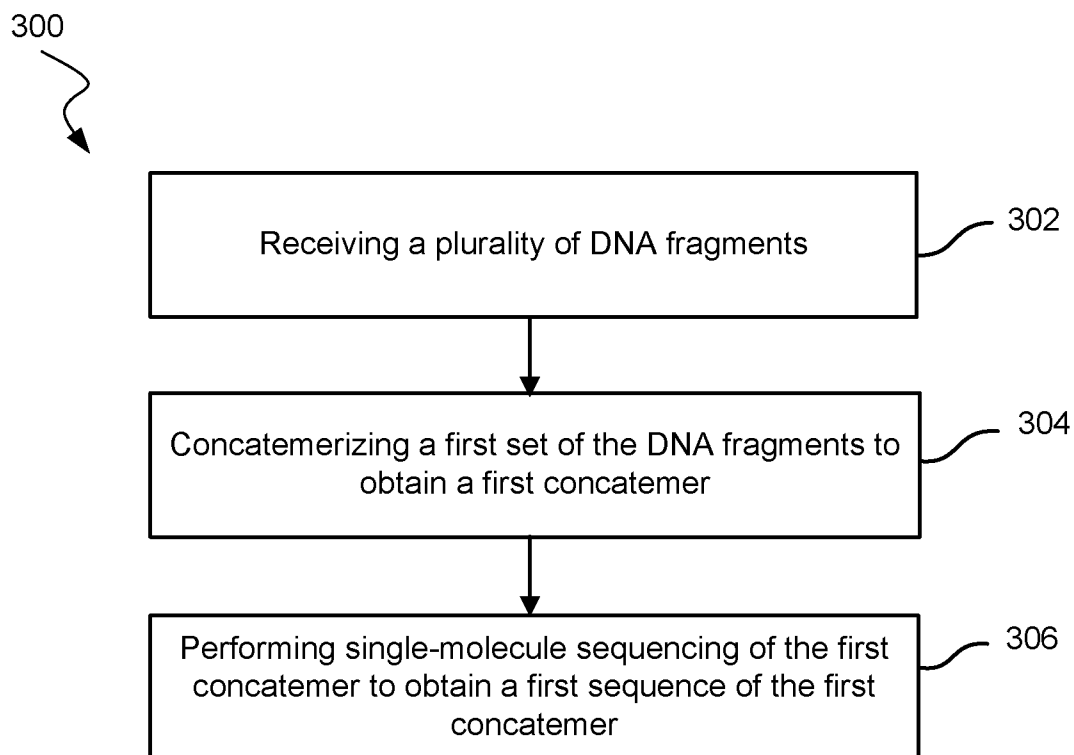 300
Receiving a plurality of DNA fragments
302
Concatemerizing a first set of the DNA fragments to
obtain a first concatemer
304
Performing single-molecule sequencing of the first
concatemer to obtain a first sequence of the first
concatemer
306